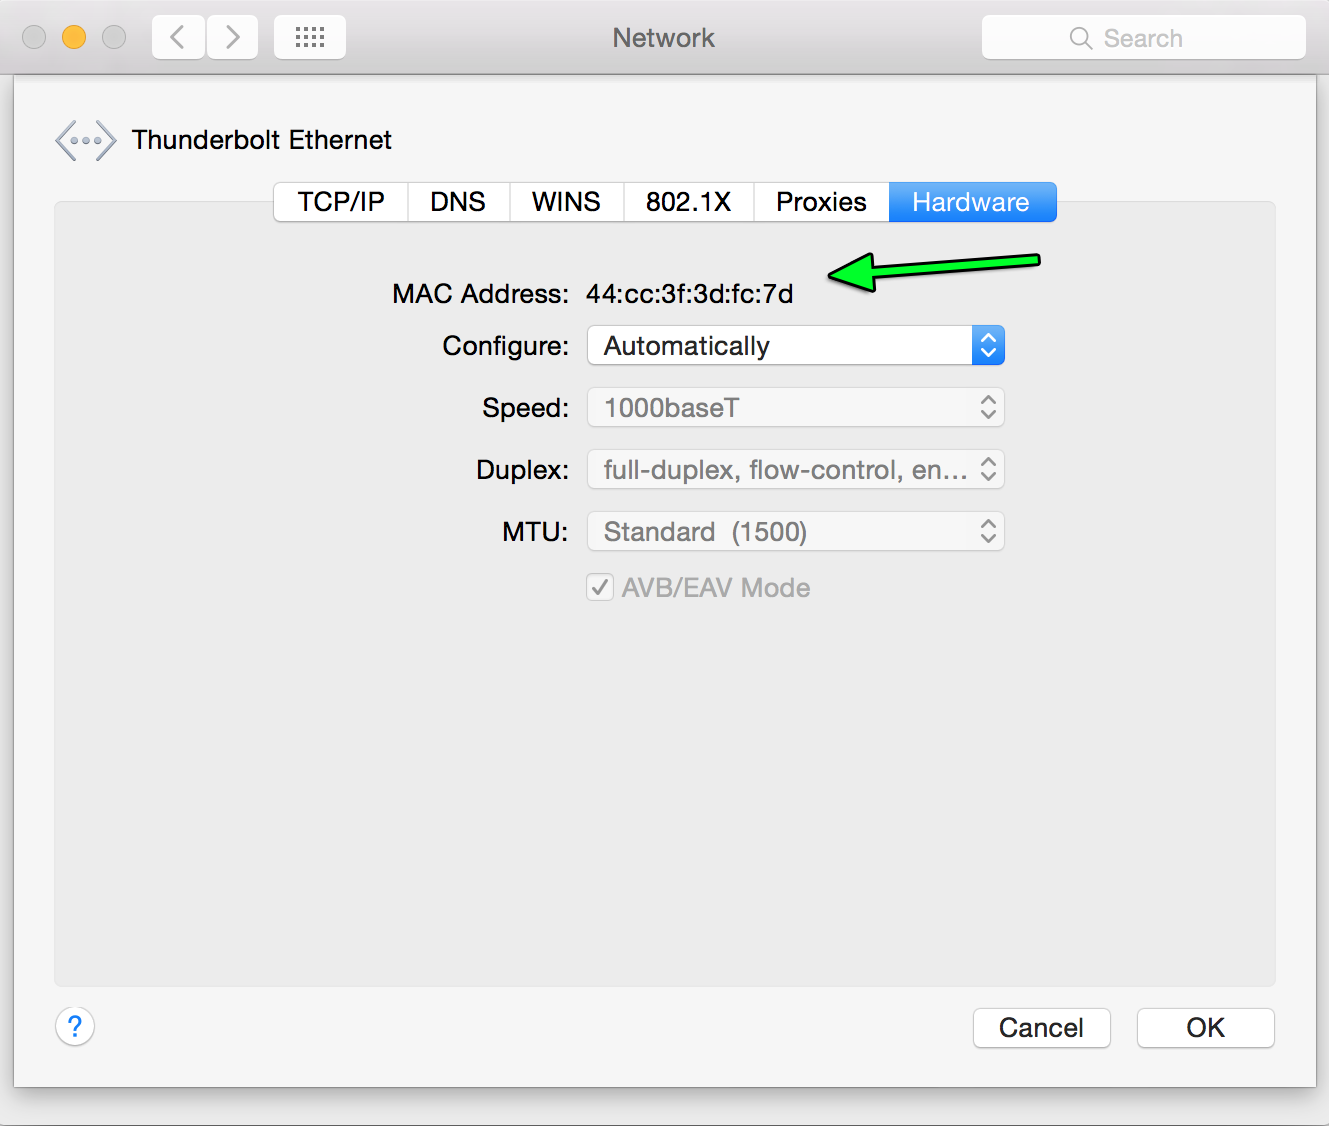 Network
Search
Thunderbolt Ethernet
TCP/IP DNS WINS 802.1X Proxies Hardware
MAC Address: 44:cc:3f:3d:fc:7d
Configure: Automatically
Speed: 1000baseT
Duplex: full-duplex, flow-control, en...
MTU: Standard (1500)
AVB/EAV Mode
? Cancel OK